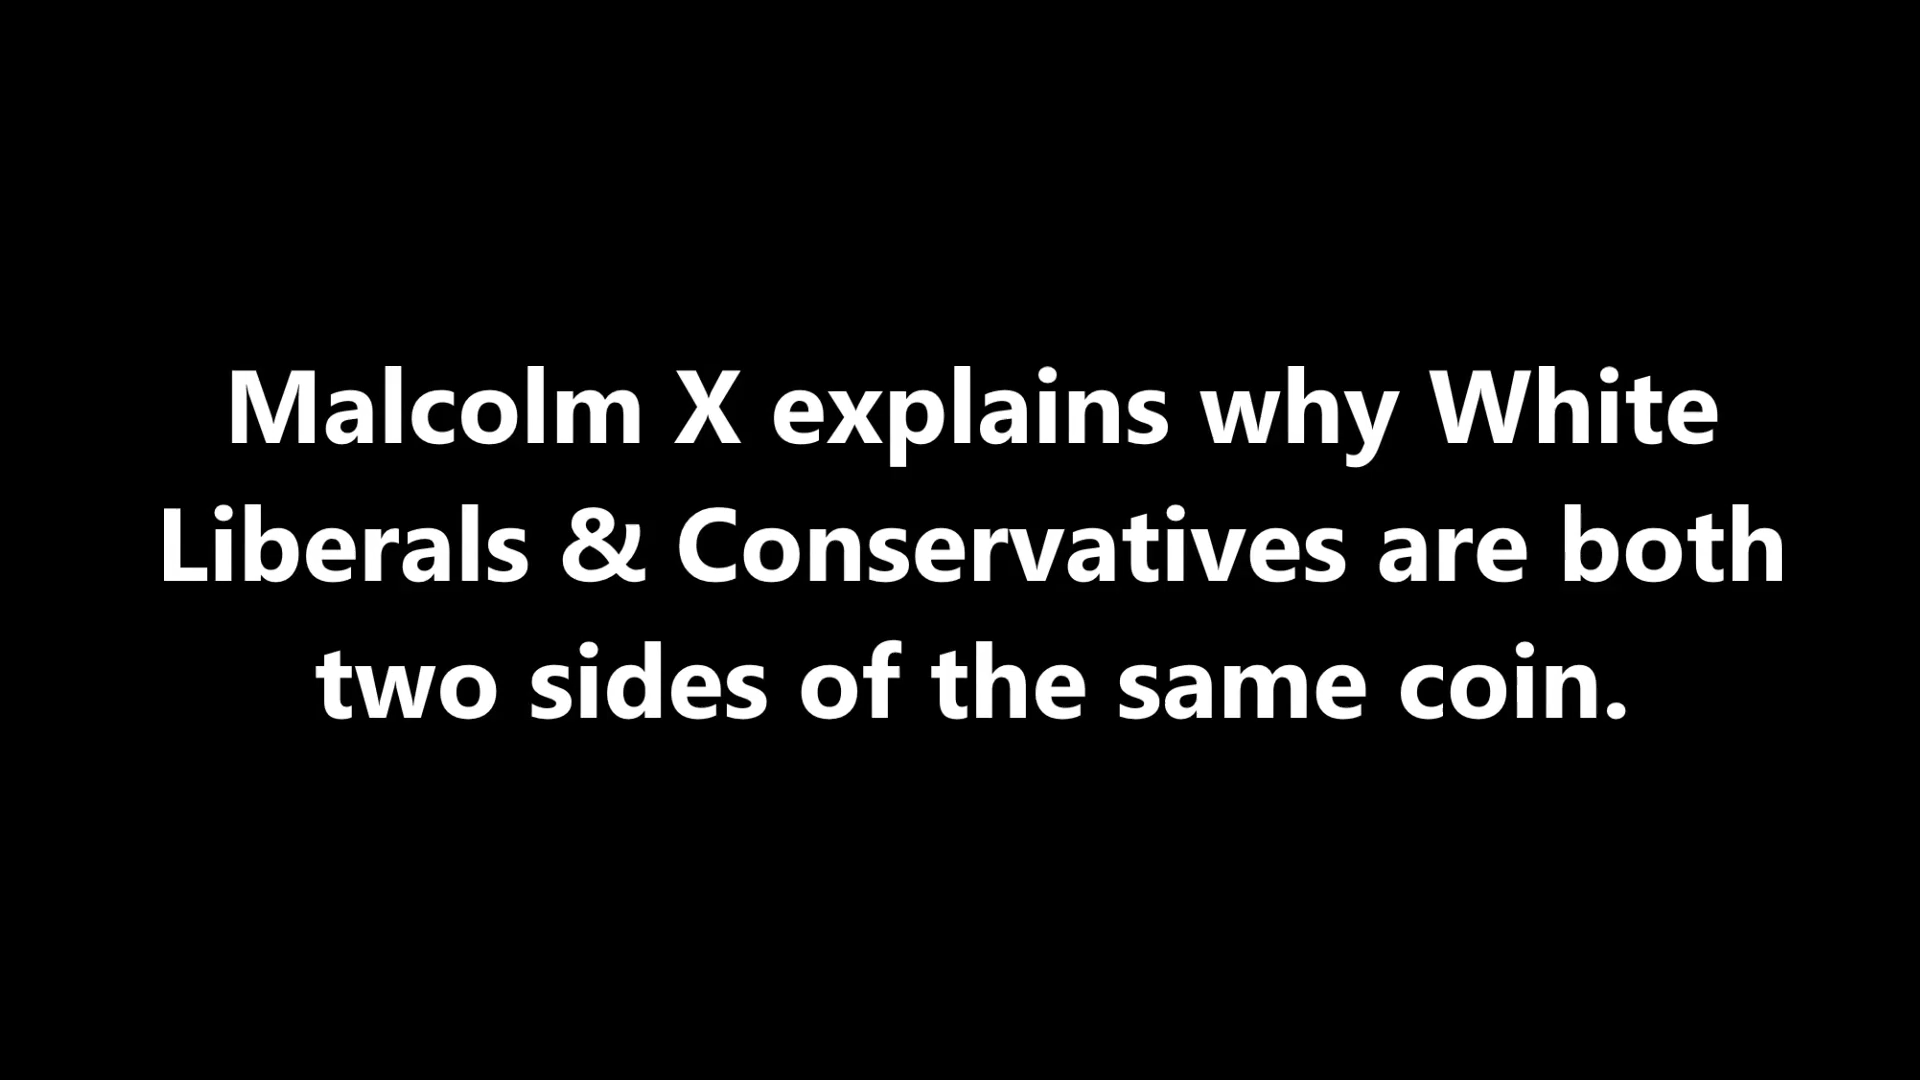 Malcolm X explains why White
Liberals & Conservatives are both
two sides of the same coin.